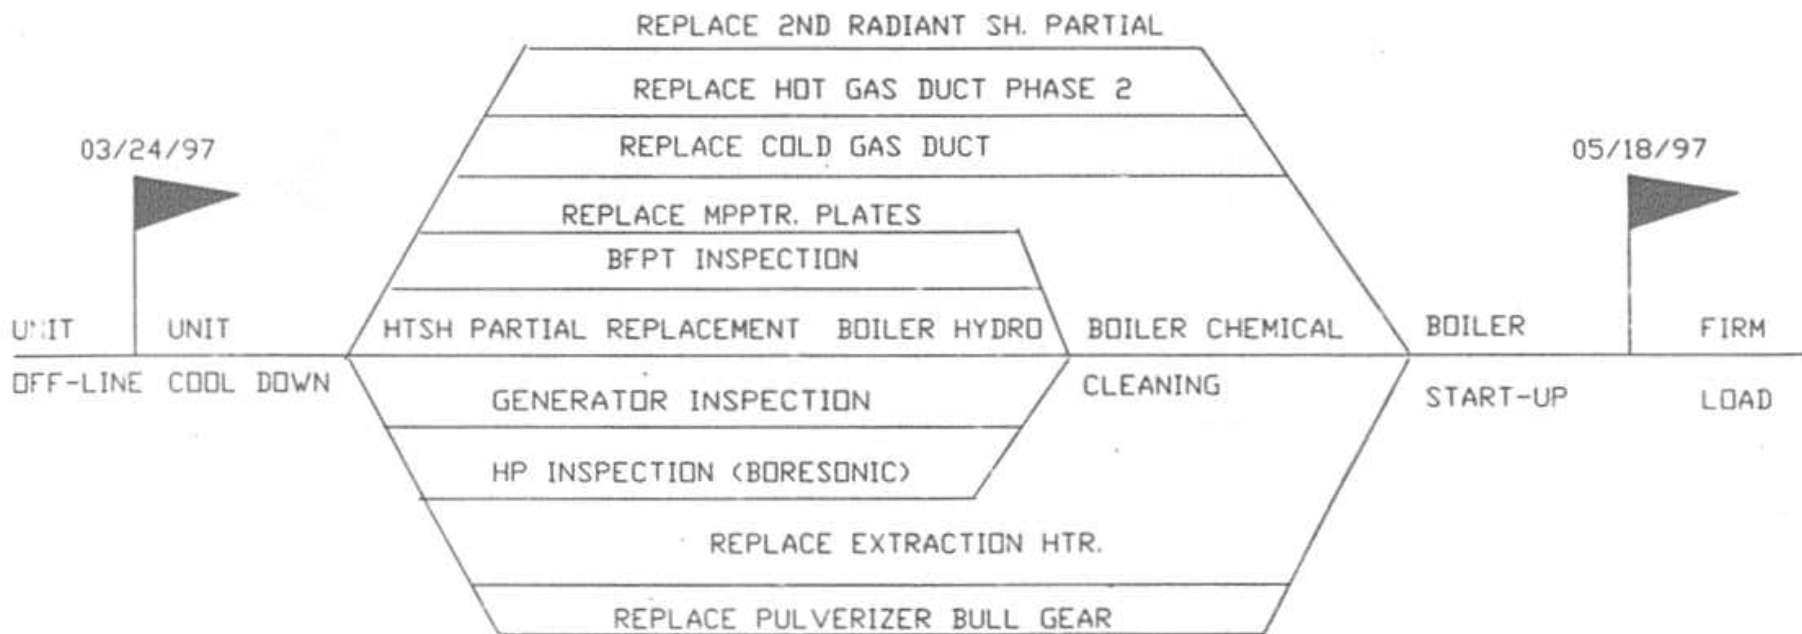 REPLACE 2ND RADIANT SH. PARTIAL
REPLACE HOT GAS DUCT PHASE 2
REPLACE COLD GAS DUCT
03/24/97
05/18/97
REPLACE MPPTR. PLATES
BFPT INSPECTION
UNIT UNIT HTSH PARTIAL REPLACEMENT BOILER HYDRO BOILER CHEMICAL BOILER FIRM
OFF-LINE COOL DOWN CLEANING START-UP LOAD
GENERATOR INSPECTION
HP INSPECTION (BORESONIC)
REPLACE EXTRACTION HTR.
REPLACE PULVERIZER BULL GEAR